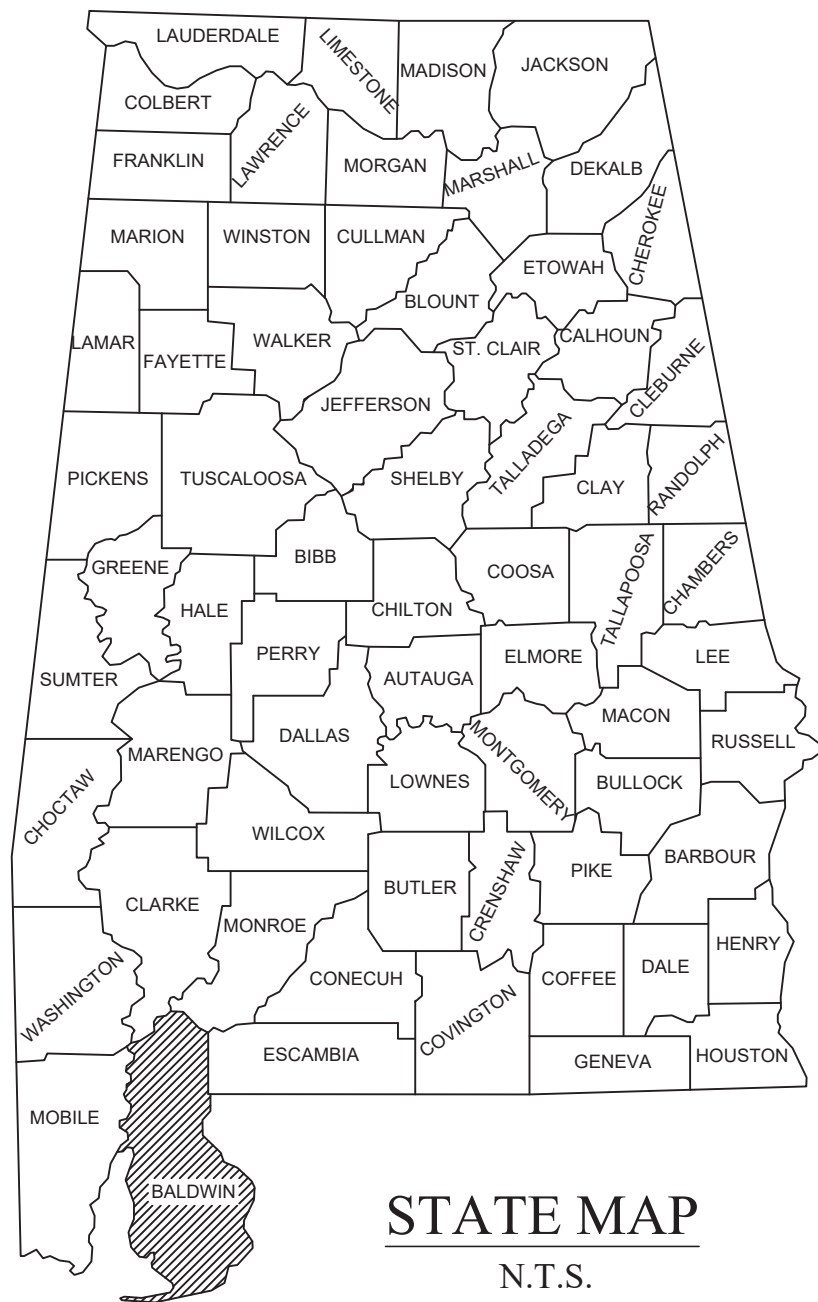 LAUDERDALE
LIMESTONE
MADISON
JACKSON
COLBERT
LAWRENCE
FRANKLIN
MORGAN
MARSHALL
DEKALB
CHEROKEE
MARION
WINSTON
CULLMAN
ETOWAH
BLOUNT
LAMAR
FAYETTE
WALKER
ST. CLAIR
CALHOUN
CLEBURNE
JEFFERSON
TALLADEGA
PICKENS
TUSCALOOSA
SHELBY
CLAY
RANDOLPH
GREENE
HALE
BIBB
CHILTON
COOSA
TALLAPOOSA
CHAMBERS
SUMTER
PERRY
AUTAUGA
ELMORE
LEE
MACON
MARENGO
DALLAS
MONTGOMERY
RUSSELL
CHOCTAW
LOWNES
BULLOCK
WILCOX
CLARKE
BUTLER
CRENSHAW
PIKE
BARBOUR
MONROE
HENRY
WASHINGTON
CONECUH
COVINGTON
COFFEE
DALE
ESCAMBIA
GENEVA
HOUSTON
MOBILE
BALDWIN
STATE MAP
N.T.S.